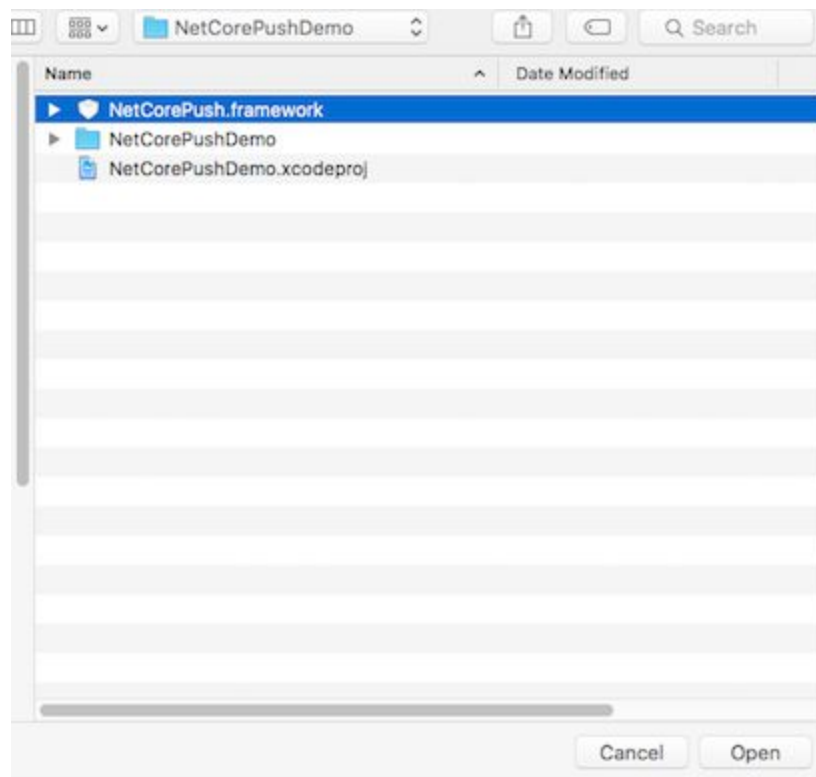 NetCorePushDemo Search
Name Date Modified
NetCorePush.framework
NetCorePushDemo
NetCorePushDemo.xcodeproj
Cancel Open